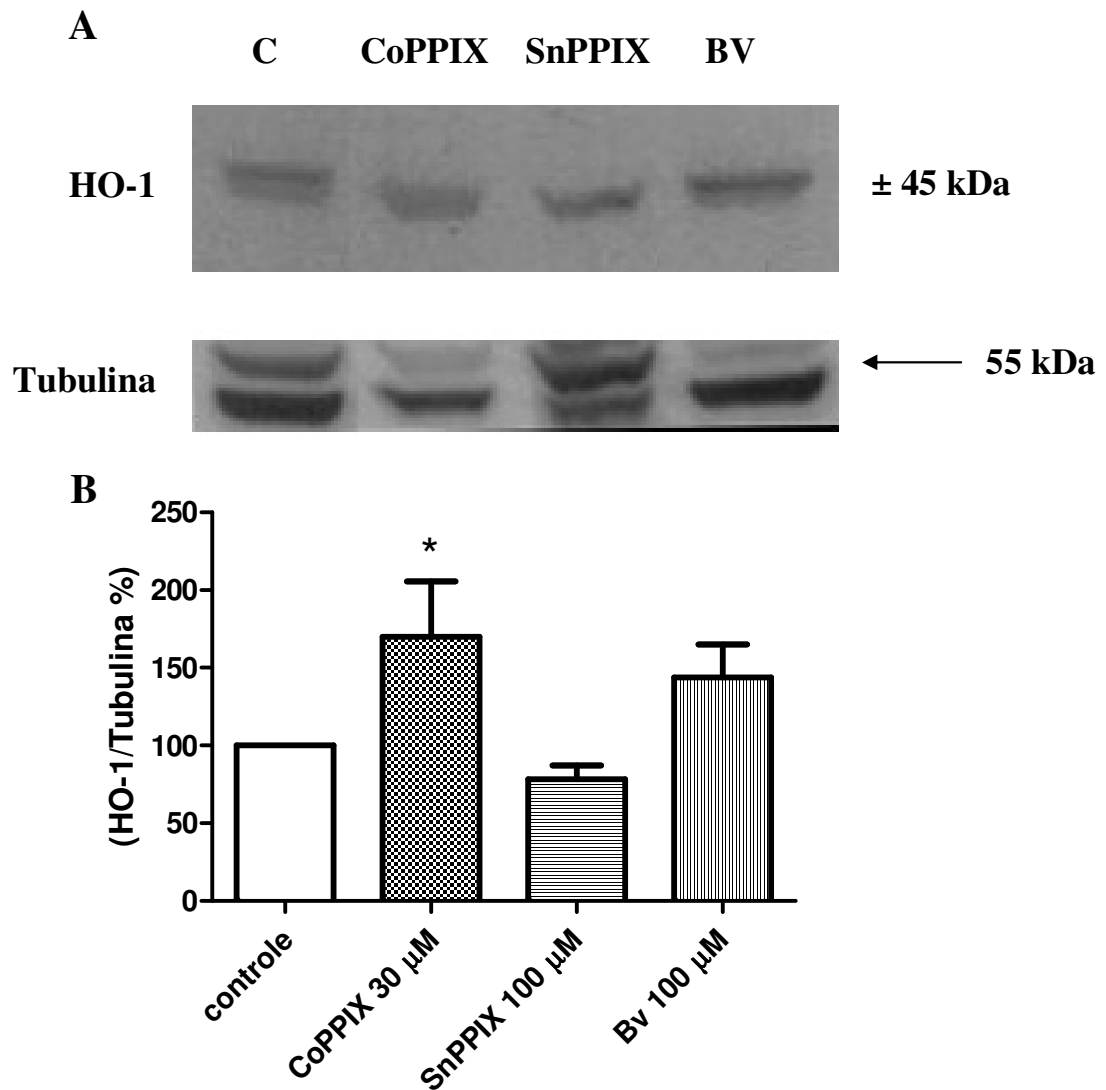 A
C CoPPIX SnPPIX BV
HO-1
± 45 kDa
Tubulina
55 kDa
B
(HO-1/Tubulina %)
250
200
150
100
50
0
*
controle
CoPPIX 30 μM
SnPPIX 100 μM
Bv 100 μM